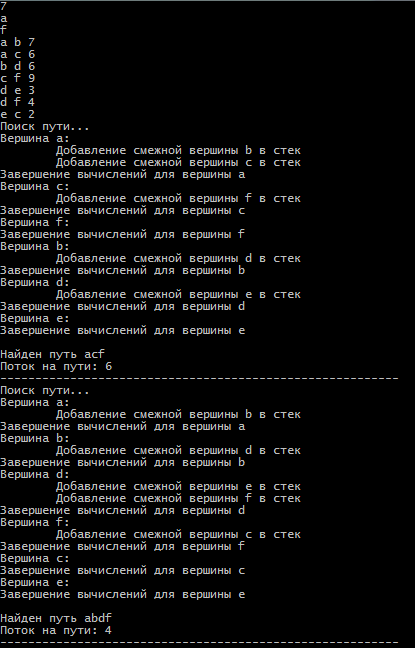 7
a
f
a b 7
a c 6
b d 6
c f 9
d e 3
d f 4
e c 2
Поиск пути...
Вершина a:
Добавление смежной вершины b в стек
Добавление смежной вершины c в стек
Завершение вычислений для вершины a
Вершина c:
Добавление смежной вершины f в стек
Завершение вычислений для вершины c
Вершина f:
Завершение вычислений для вершины f
Вершина b:
Добавление смежной вершины d в стек
Завершение вычислений для вершины b
Вершина d:
Добавление смежной вершины e в стек
Завершение вычислений для вершины d
Вершина e:
Завершение вычислений для вершины e
Найден путь acf
Поток на пути: 6
---------------------------------------------------------
Поиск пути...
Вершина a:
Добавление смежной вершины b в стек
Завершение вычислений для вершины a
Вершина b:
Добавление смежной вершины d в стек
Завершение вычислений для вершины b
Вершина d:
Добавление смежной вершины e в стек
Добавление смежной вершины f в стек
Завершение вычислений для вершины d
Вершина f:
Добавление смежной вершины c в стек
Завершение вычислений для вершины f
Вершина c:
Завершение вычислений для вершины c
Вершина e:
Завершение вычислений для вершины e
Найден путь abdf
Поток на пути: 4
---------------------------------------------------------